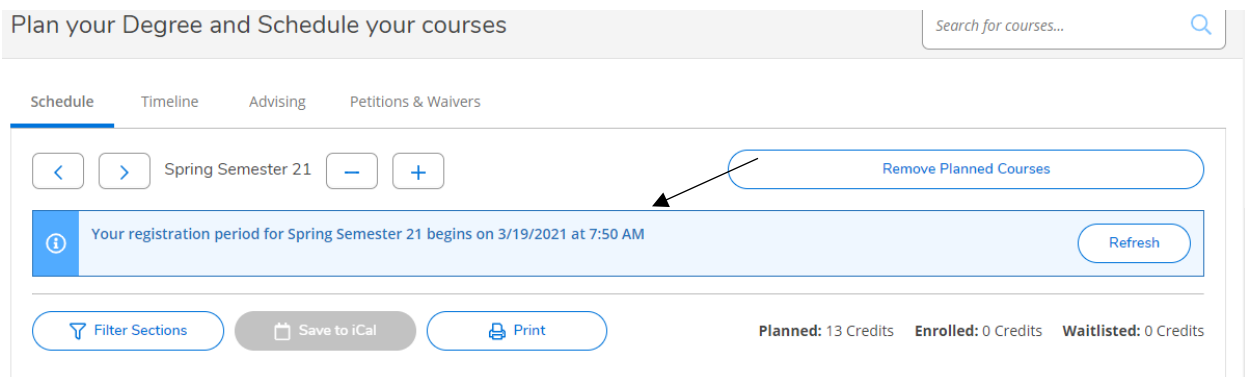 Plan your Degree and Schedule your courses
Search for courses...
Schedule Timeline Advising Petitions & Waivers
Spring Semester 21
Remove Planned Courses
Your registration period for Spring Semester 21 begins on 3/19/2021 at 7:50 AM
Refresh
Filter Sections
Save to iCal
Print
Planned: 13 Credits Enrolled: 0 Credits Waitlisted: 0 Credits